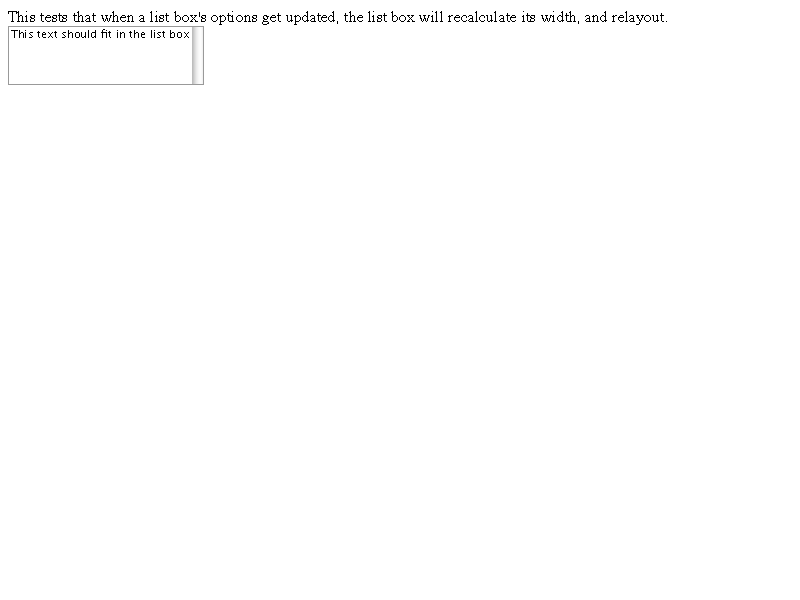 This tests that when a list box's options get updated, the list box will recalculate its width, and relayout.
This text should fit in the list box